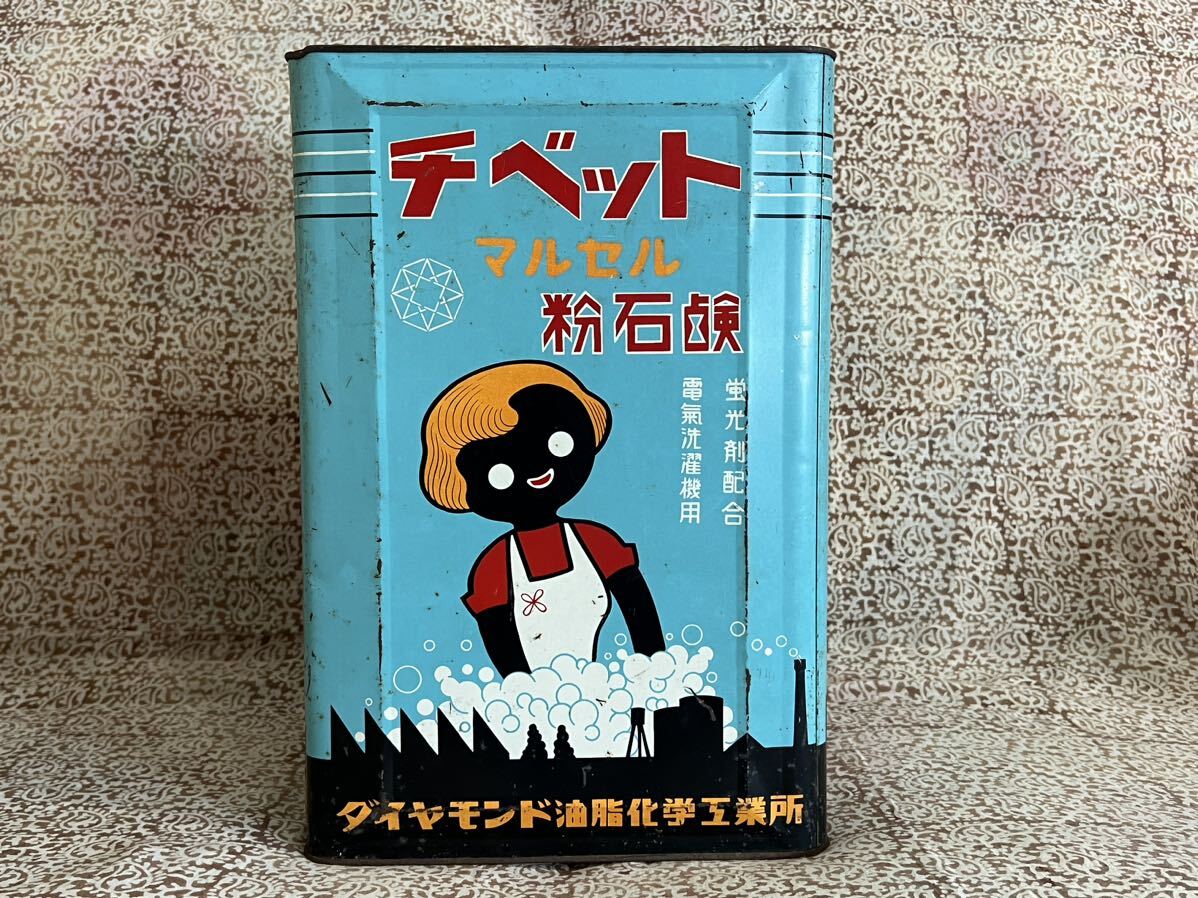 チベット
マルセル
粉石鹸
蛍光剤配合
電氣洗濯機用
ダイヤモンド油脂化学工業所